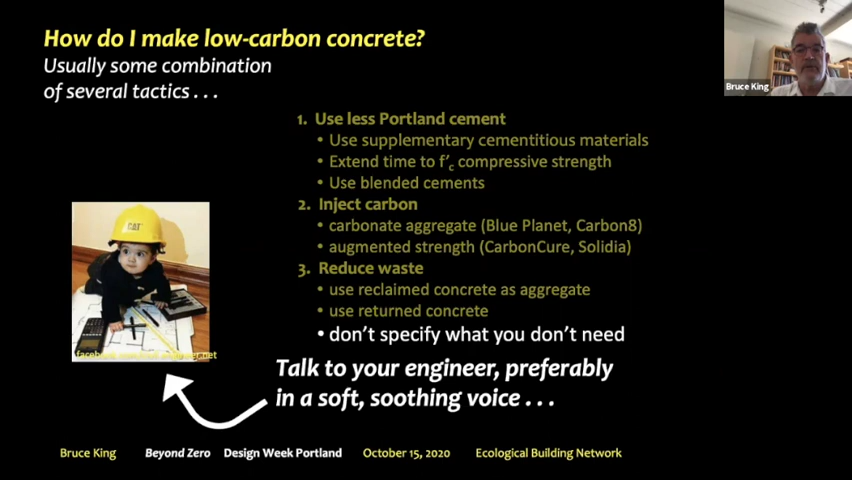 How do I make low-carbon concrete?
Usually some combination
of several tactics . . .
Bruce King
1. Use less Portland cement
• Use supplementary cementitious materials
• Extend time to f'c compressive strength
• Use blended cements
2. Inject carbon
• carbonate aggregate (Blue Planet, Carbon8)
• augmented strength (CarbonCure, Solidia)
3. Reduce waste
• use reclaimed concrete as aggregate
• use returned concrete
• don't specify what you don't need
CAT
Talk to your engineer, preferably
in a soft, soothing voice . . .
Bruce King Beyond Zero Design Week Portland October 15, 2020 Ecological Building Network